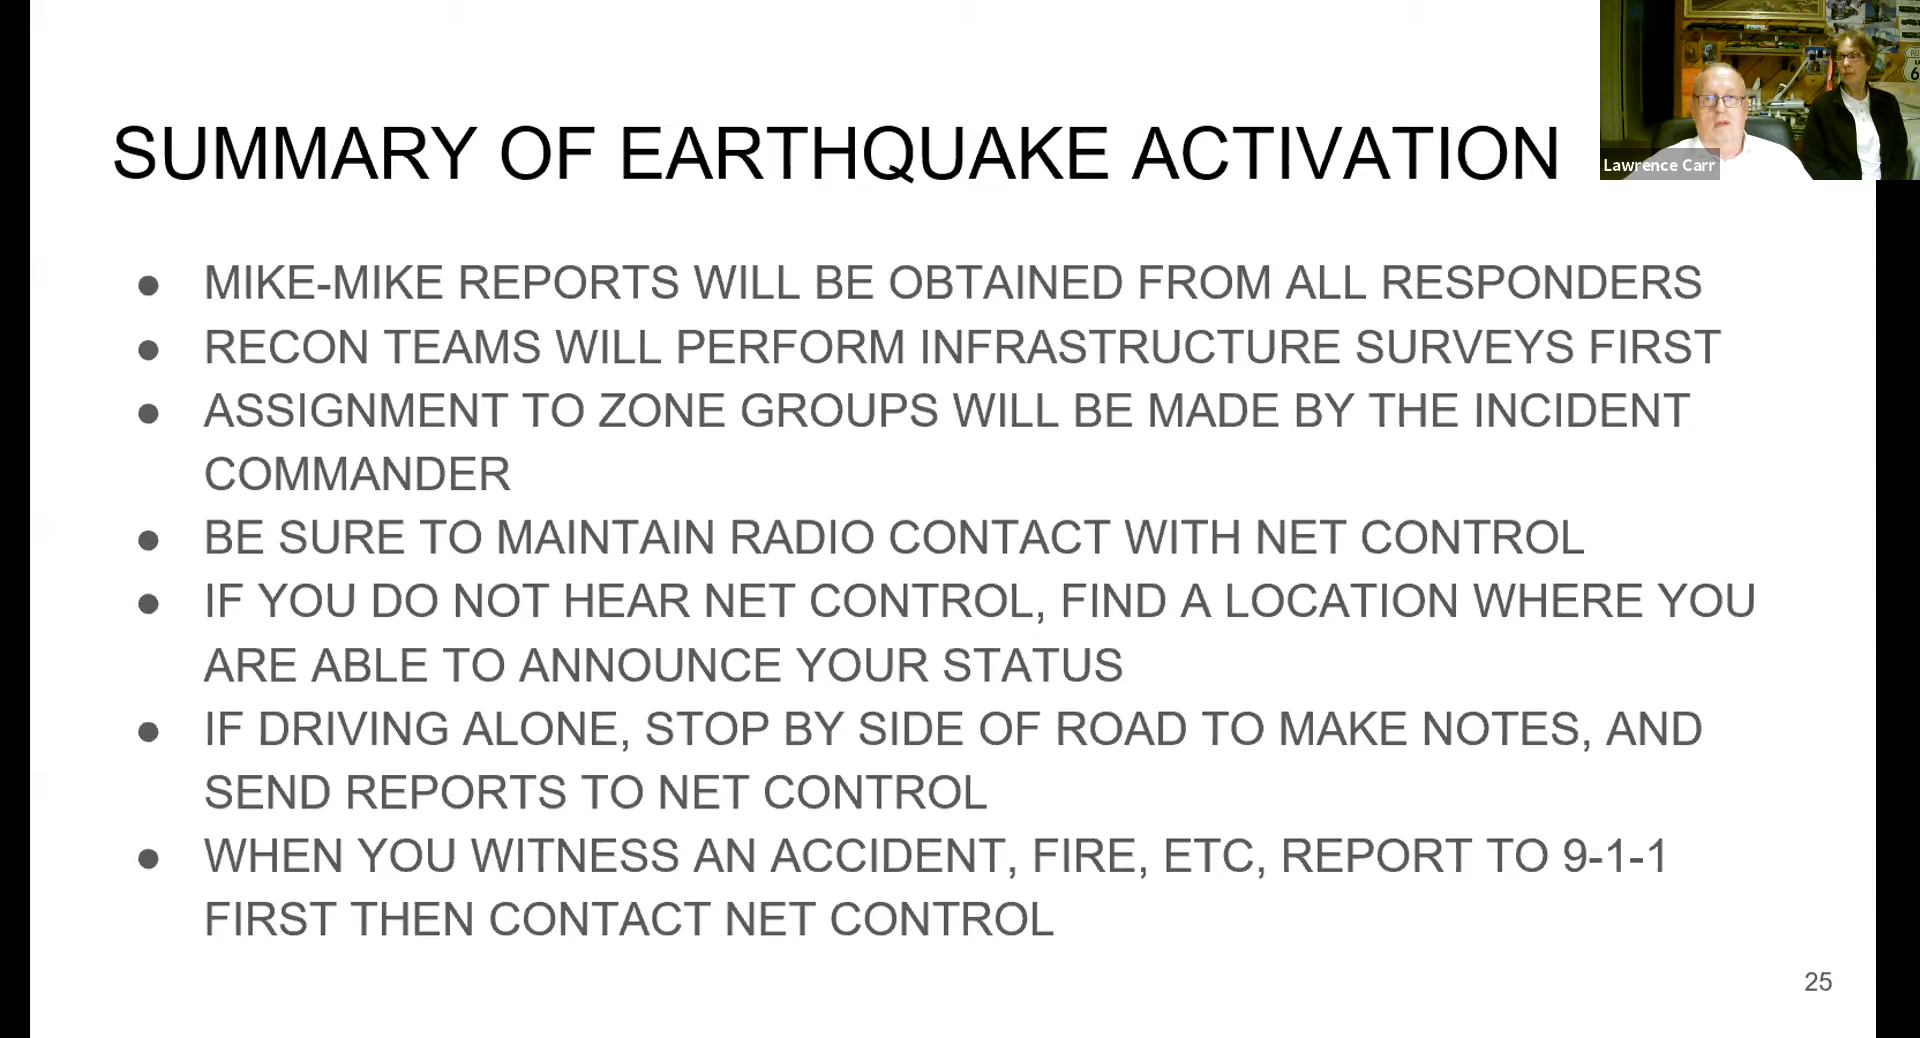 SUMMARY OF EARTHQUAKE ACTIVATION
Lawrence Carr
● MIKE-MIKE REPORTS WILL BE OBTAINED FROM ALL RESPONDERS
● RECON TEAMS WILL PERFORM INFRASTRUCTURE SURVEYS FIRST
● ASSIGNMENT TO ZONE GROUPS WILL BE MADE BY THE INCIDENT
COMMANDER
● BE SURE TO MAINTAIN RADIO CONTACT WITH NET CONTROL
● IF YOU DO NOT HEAR NET CONTROL, FIND A LOCATION WHERE YOU
ARE ABLE TO ANNOUNCE YOUR STATUS
● IF DRIVING ALONE, STOP BY SIDE OF ROAD TO MAKE NOTES, AND
SEND REPORTS TO NET CONTROL
● WHEN YOU WITNESS AN ACCIDENT, FIRE, ETC, REPORT TO 9-1-1
FIRST THEN CONTACT NET CONTROL
25